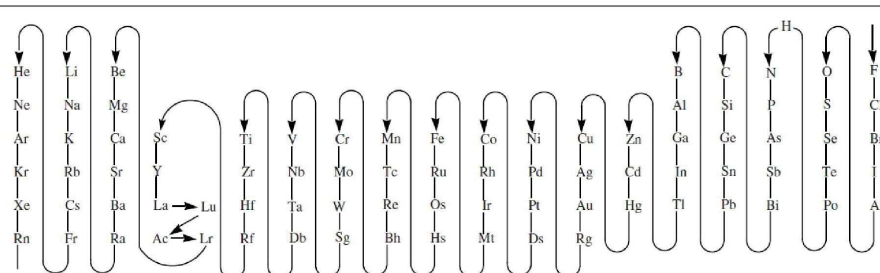 H
He Li Be B C N O F
Ne Na Mg Al Si P S Cl
Ar K Ca Sc Ti V Cr Mn Fe Co Ni Cu Zn Ga Ge As Se Br
Kr Rb Sr Y Zr Nb Mo Tc Ru Rh Pd Ag Cd In Sn Sb Te I
Xe Cs Ba La Lu Hf Ta W Re Os Ir Pt Au Hg Tl Pb Bi Po A
Rn Fr Ra Ac Lr Rf Db Sg Bh Hs Mt Ds Rg